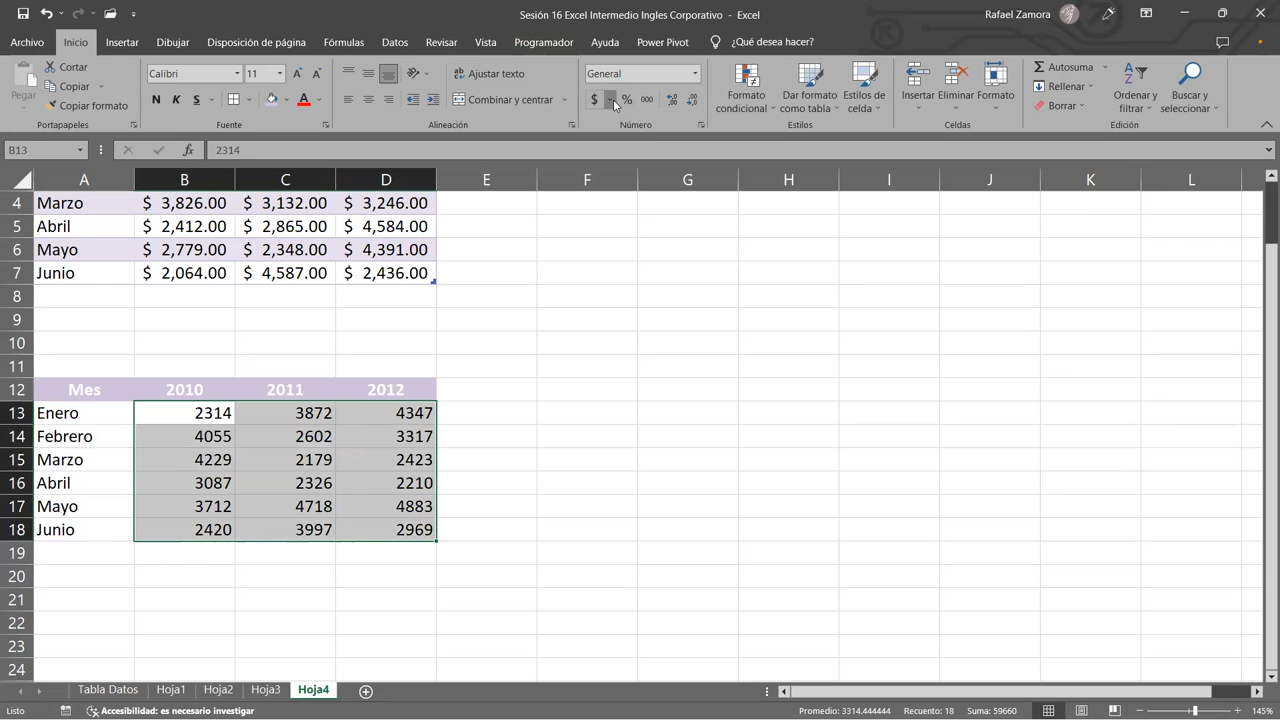 Sesión 16 Excel Intermedio Ingles Corporativo - Excel
Rafael Zamora
Archivo Inicio Insertar Dibujar Disposición de página Fórmulas Datos Revisar Vista Programador Ayuda Power Pivot ¿Qué desea hacer?
Pegar
Cortar
Copiar
Copiar formato
Portapapeles
Calibri 11
N K S
A
Fuente
Ajustar texto
Combinar y centrar
Alineación
General
$ % 000
Número
Formato condicional
Dar formato como tabla
Estilos de celda
Estilos
Insertar Eliminar Formato
Celdas
Autosuma
Rellenar
Borrar
Ordenar y filtrar
Buscar y seleccionar
Edición
B13 fx 2314
A B C D E F G H I J K L
4 Marzo $ 3,826.00 $ 3,132.00 $ 3,246.00
5 Abril $ 2,412.00 $ 2,865.00 $ 4,584.00
6 Mayo $ 2,779.00 $ 2,348.00 $ 4,391.00
7 Junio $ 2,064.00 $ 4,587.00 $ 2,436.00
8
9
10
11
12 Mes 2010 2011 2012
13 Enero 2314 3872 4347
14 Febrero 4055 2602 3317
15 Marzo 4229 2179 2423
16 Abril 3087 2326 2210
17 Mayo 3712 4718 4883
18 Junio 2420 3997 2969
19
20
21
22
23
24
Tabla Datos Hoja1 Hoja2 Hoja3 Hoja4
Listo Accesibilidad: es necesario investigar Promedio: 3314.444444 Recuento: 18 Suma: 59660 145%